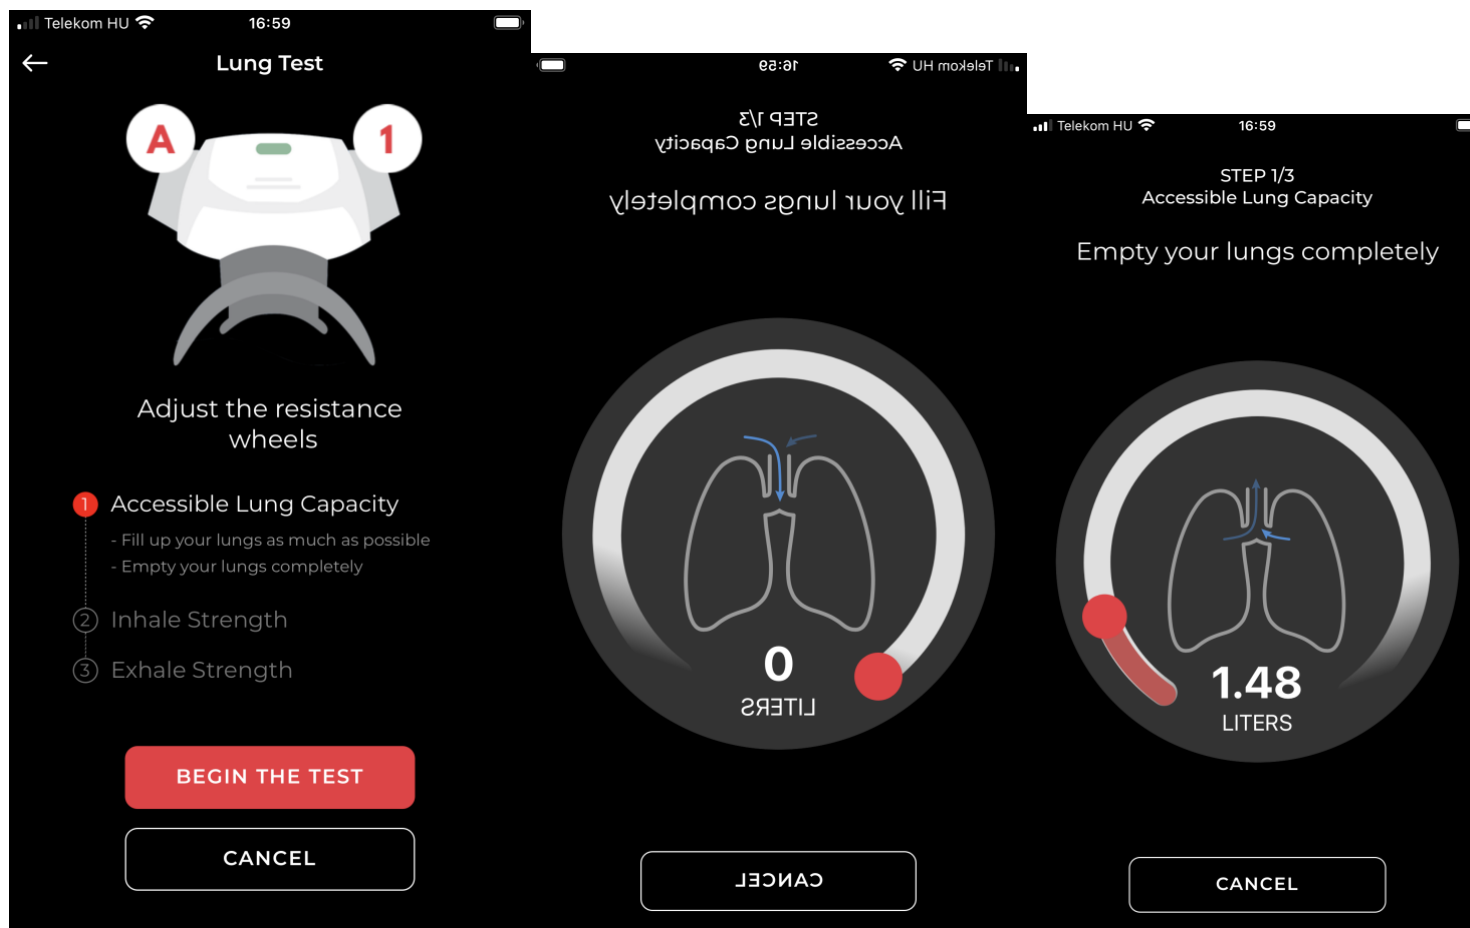 Telekom HU 16:59
Lung Test
A 1
Adjust the resistance
wheels
1 Accessible Lung Capacity
- Fill up your lungs as much as possible
- Empty your lungs completely
2 Inhale Strength
3 Exhale Strength
BEGIN THE TEST
CANCEL
Telekom HU 16:59
STEP 1/3
Accessible Lung Capacity
Fill your lungs completely
0
LITERS
CANCEL
Telekom HU 16:59
STEP 1/3
Accessible Lung Capacity
Empty your lungs completely
1.48
LITERS
CANCEL